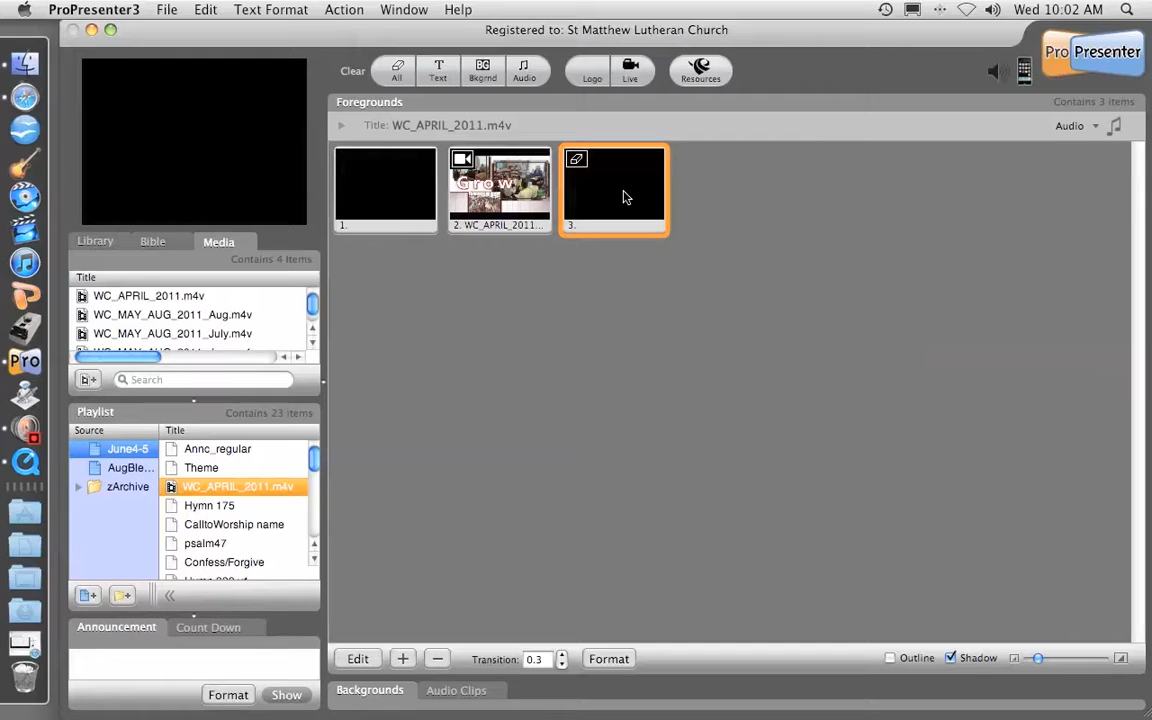 ProPresenter3 File Edit Text Format Action Window Help Wed 10:02 AM
Registered to: St Matthew Lutheran Church
Clear All Text Bkgrnd Audio Logo Live Resources
Pro Presenter
T
BG
Foregrounds Contains 3 items
Title: WC_APRIL_2011.m4v Audio
Grow
1. 2. WC_APRIL_2011... 3.
Library Bible Media
Contains 4 Items
Title
WC_APRIL_2011.m4v
WC_MAY_AUG_2011_Aug.m4v
WC_MAY_AUG_2011_July.m4v
Search
Pro
Playlist Contains 23 items
Source Title
June4-5 Annc_regular
AugBle... Theme
zArchive WC_APRIL_2011.m4v
Hymn 175
CalltoWorship name
psalm47
Confess/Forgive
Announcement Count Down
Format Show
Edit Transition: 0.3 Format Outline Shadow
Backgrounds Audio Clips